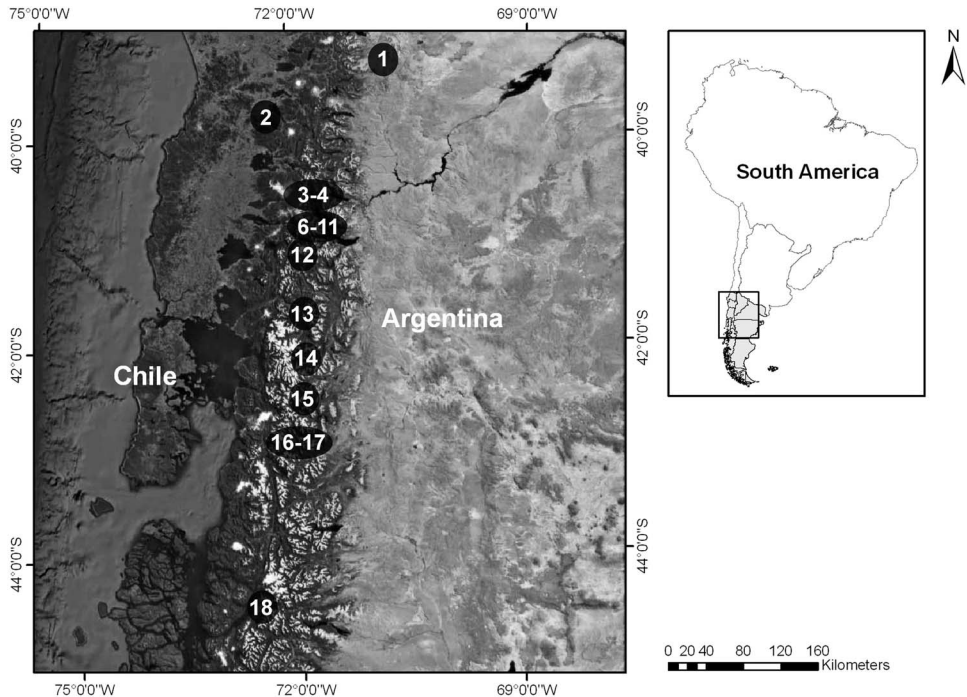 75°0'0"W 72°0'0"W 69°0'0"W
N
1
2
40°0'0"S 40°0'0"S
3-4
South America
6-11
12
13
Argentina
42°0'0"S 42°0'0"S
14
Chile
15
16-17
44°0'0"S 44°0'0"S
18
0 20 40 80 120 160
Kilometers
75°0'0"W 72°0'0"W 69°0'0"W